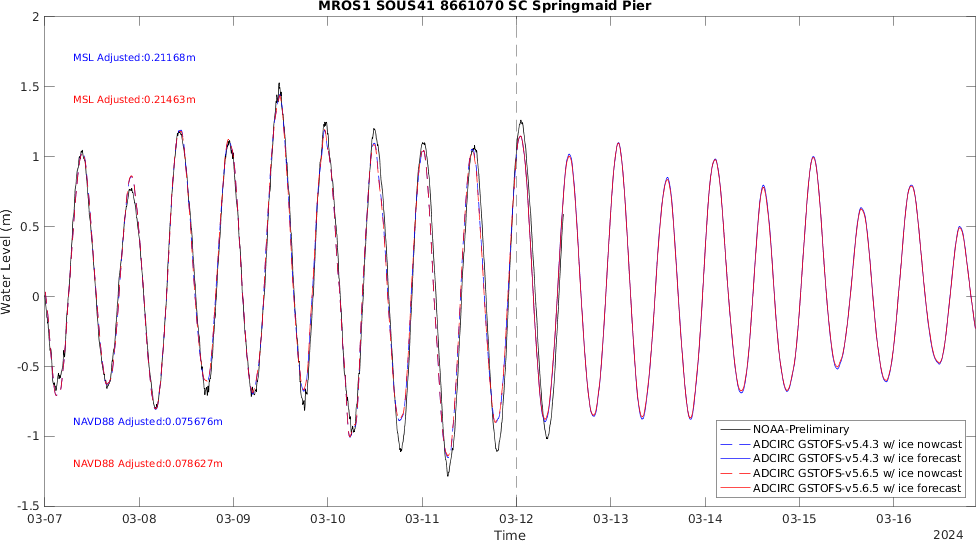 MROS1 SOUS41 8661070 SC Springmaid Pier
2
1.5
1
0.5
0
-0.5
-1
-1.5
Water Level (m)
MSL Adjusted:0.21168m
MSL Adjusted:0.21463m
NAVD88 Adjusted:0.075676m
NAVD88 Adjusted:0.078627m
NOAA-Preliminary
ADCIRC GSTOFS-v5.4.3 w/ ice nowcast
ADCIRC GSTOFS-v5.4.3 w/ ice forecast
ADCIRC GSTOFS-v5.6.5 w/ ice nowcast
ADCIRC GSTOFS-v5.6.5 w/ ice forecast
03-07 03-08 03-09 03-10 03-11 03-12 03-13 03-14 03-15 03-16
Time
2024